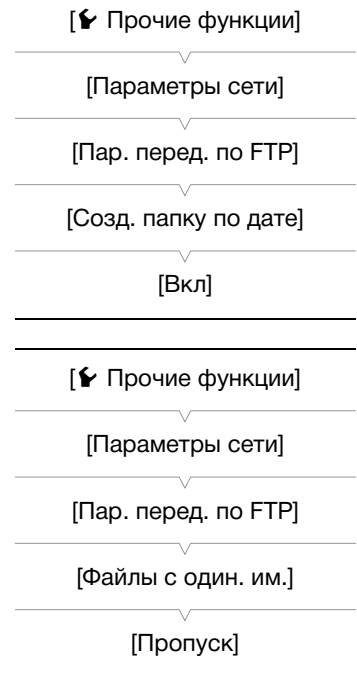 [Прочие функции]
[Параметры сети]
[Пар. перед. по FTP]
[Созд. папку по дате]
[Вкл]
[Прочие функции]
[Параметры сети]
[Пар. перед. по FTP]
[Файлы с один. им.]
[Пропуск]